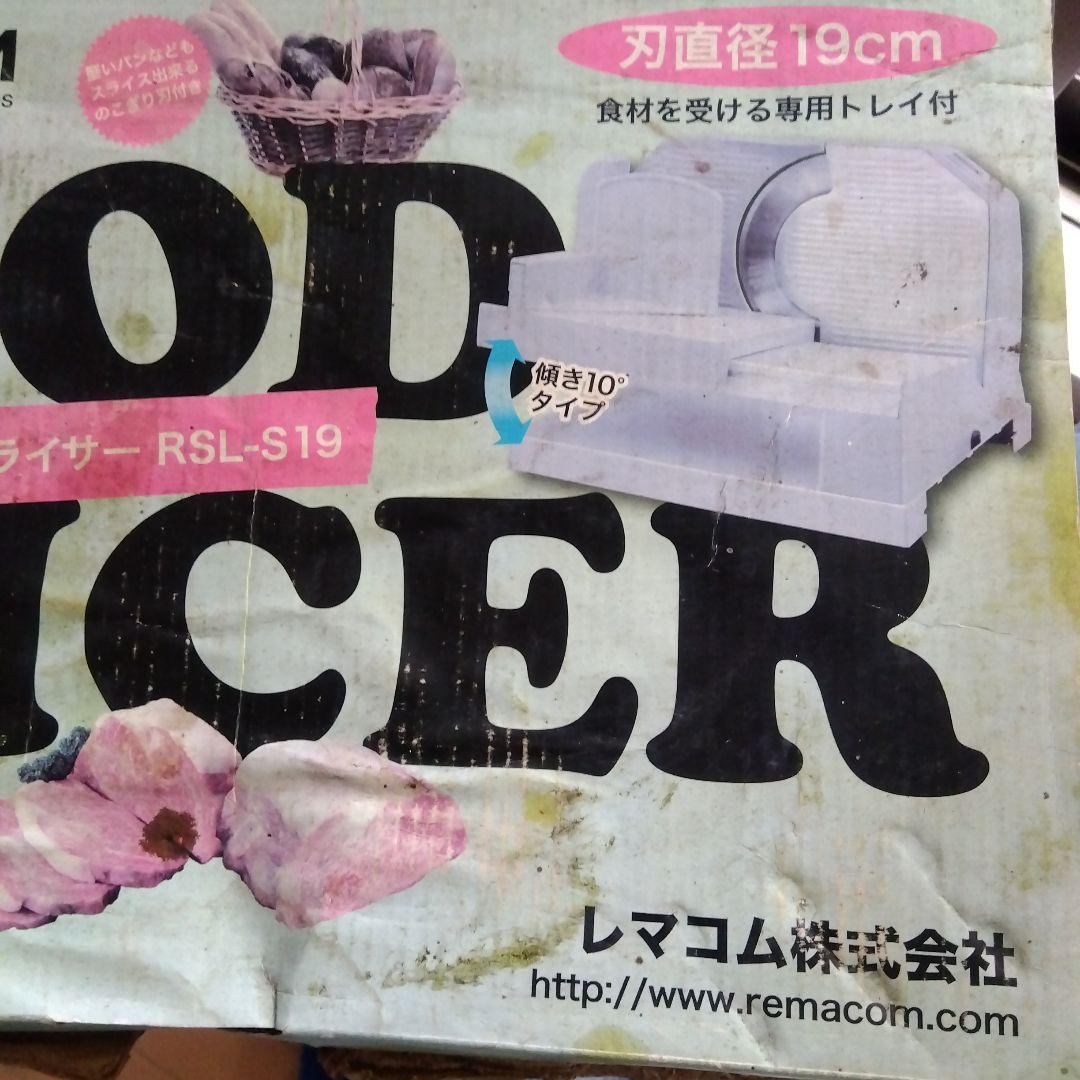 M
S
堅いパンなども
スライス出来る
のこぎり刃付き
刃直径19cm
食材を受ける専用トレイ付
OD
傾き10°
タイプ
ライサー RSL-S19
ICER
レマコム株式会社
http://www.remacom.com